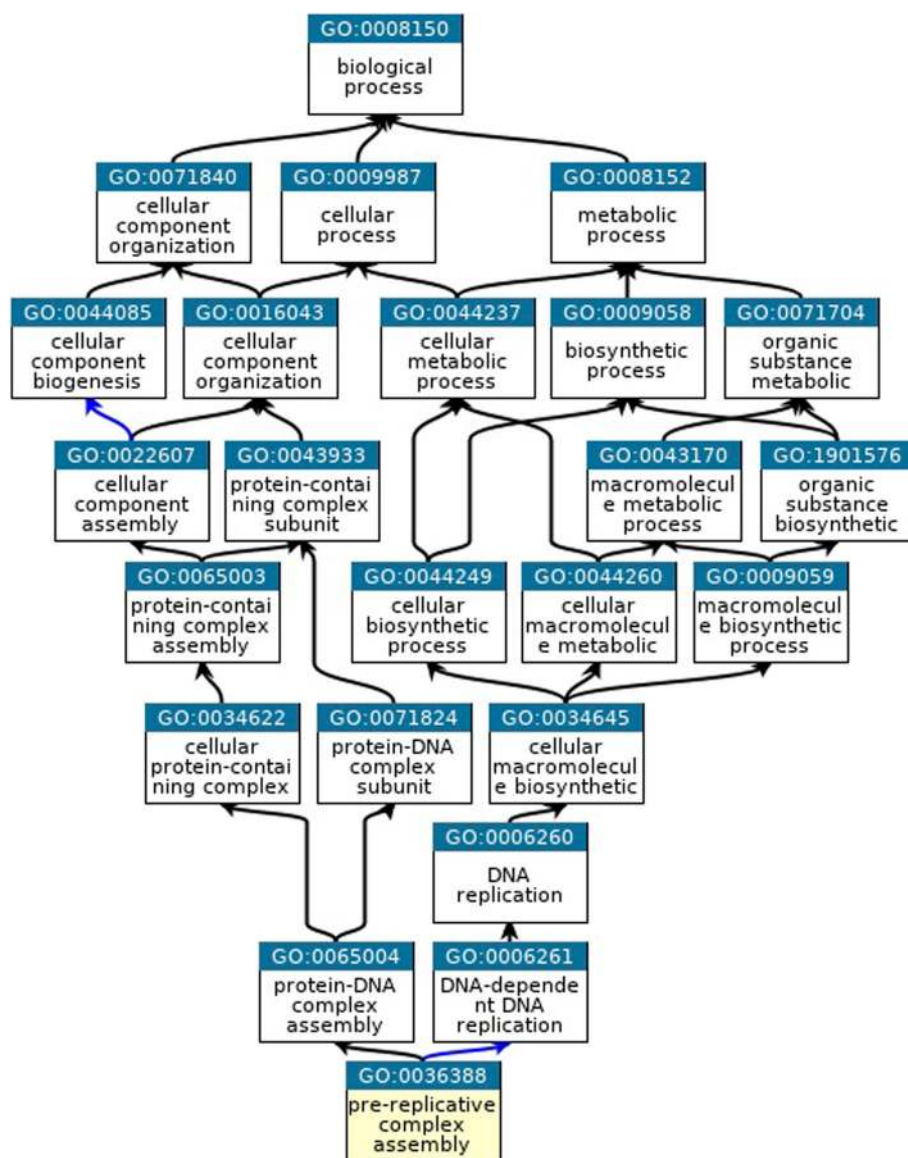 GO:0008150
biological
process
GO:0071840
cellular
component
organization
GO:0009987
cellular
process
GO:0008152
metabolic
process
GO:0044085
cellular
component
biogenesis
GO:0016043
cellular
component
organization
GO:0044237
cellular
metabolic
process
GO:0009058
biosynthetic
process
GO:0071704
organic
substance
metabolic
GO:0022607
cellular
component
assembly
GO:0043933
protein-contai
ning complex
subunit
GO:0043170
macromolecul
e metabolic
process
GO:1901576
organic
substance
biosynthetic
GO:0065003
protein-contai
ning complex
assembly
GO:0044249
cellular
biosynthetic
process
GO:0044260
cellular
macromolecul
e metabolic
GO:0009059
macromolecul
e biosynthetic
process
GO:0034622
cellular
protein-contai
ning complex
GO:0071824
protein-DNA
complex
subunit
GO:0034645
cellular
macromolecul
e biosynthetic
GO:0006260
DNA
replication
GO:0065004
protein-DNA
complex
assembly
GO:0006261
DNA-depende
nt DNA
replication
GO:0036388
pre-replicative
complex
assembly